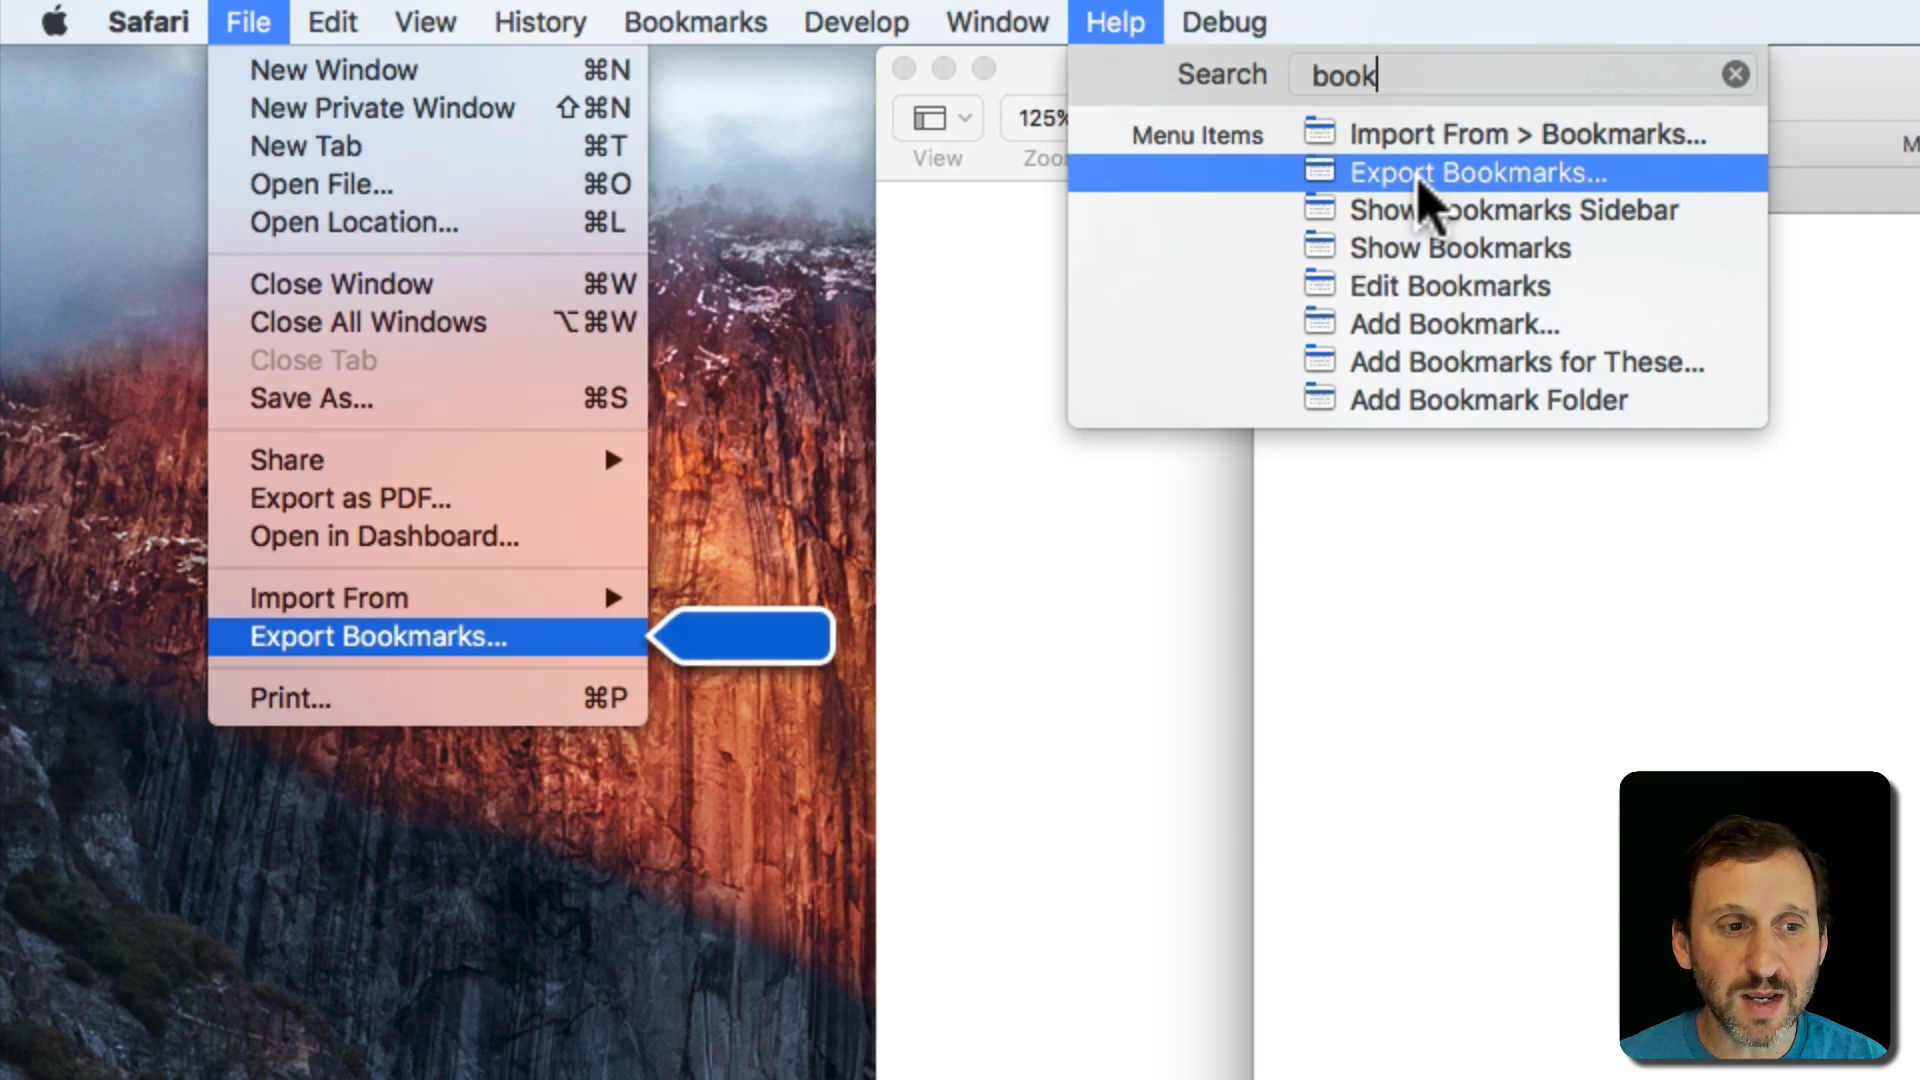 Safari File Edit View History Bookmarks Develop Window Help Debug
New Window ⌘N
New Private Window ⇧⌘N
New Tab ⌘T
Open File... ⌘O
Open Location... ⌘L
Close Window ⌘W
Close All Windows ⌥⌘W
Close Tab
Save As... ⌘S
Share
Export as PDF...
Open in Dashboard...
Import From
Export Bookmarks...
Print... ⌘P
125%
View
Search book
Menu Items Import From > Bookmarks...
Export Bookmarks...
Show Bookmarks Sidebar
Show Bookmarks
Edit Bookmarks
Add Bookmark...
Add Bookmarks for These...
Add Bookmark Folder